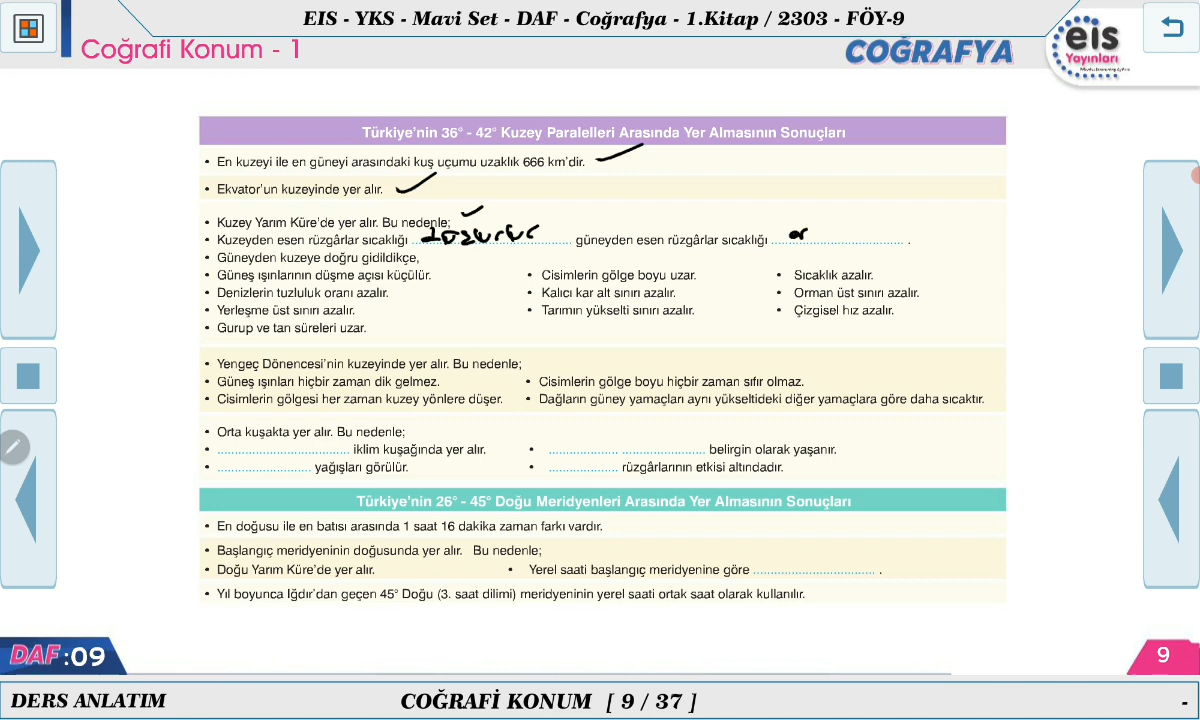 EIS - YKS - Mavi Set - DAF - Coğrafya - 1.Kitap / 2303 - FÖY-9
Coğrafi Konum - 1
COĞRAFYA
eis
Yayınları
Türkiye'nin 36° - 42° Kuzey Paralelleri Arasında Yer Almasının Sonuçları
• En kuzeyi ile en güneyi arasındaki kuş uçumu uzaklık 666 km'dir.
• Ekvator'un kuzeyinde yer alır.
• Kuzey Yarım Küre'de yer alır. Bu nedenle;
• Kuzeyden esen rüzgârlar sıcaklığı .......... güneyden esen rüzgârlar sıcaklığı .......... .
• Güneyden kuzeye doğru gidildikçe,
• Güneş ışınlarının düşme açısı küçülür. • Cisimlerin gölge boyu uzar. • Sıcaklık azalır.
• Denizlerin tuzluluk oranı azalır. • Kalıcı kar alt sınırı azalır. • Orman üst sınırı azalır.
• Yerleşme üst sınırı azalır. • Tarımın yükselti sınırı azalır. • Çizgisel hız azalır.
• Gurup ve tan süreleri uzar.
• Yengeç Dönencesi'nin kuzeyinde yer alır. Bu nedenle;
• Güneş ışınları hiçbir zaman dik gelmez. • Cisimlerin gölge boyu hiçbir zaman sıfır olmaz.
• Cisimlerin gölgesi her zaman kuzey yönlere düşer. • Dağların güney yamaçları aynı yükseltideki diğer yamaçlara göre daha sıcaktır.
• Orta kuşakta yer alır. Bu nedenle;
• .......... iklim kuşağında yer alır. • .......... .......... belirgin olarak yaşanır.
• .......... yağışları görülür. • .......... rüzgârlarının etkisi altındadır.
Türkiye'nin 26° - 45° Doğu Meridyenleri Arasında Yer Almasının Sonuçları
• En doğusu ile en batısı arasında 1 saat 16 dakika zaman farkı vardır.
• Başlangıç meridyeninin doğusunda yer alır. Bu nedenle;
• Doğu Yarım Küre'de yer alır. • Yerel saati başlangıç meridyenine göre .......... .
• Yıl boyunca Iğdır'dan geçen 45° Doğu (3. saat dilimi) meridyeninin yerel saati ortak saat olarak kullanılır.
DAF :09
9
DERS ANLATIM COĞRAFİ KONUM [ 9 / 37 ] -